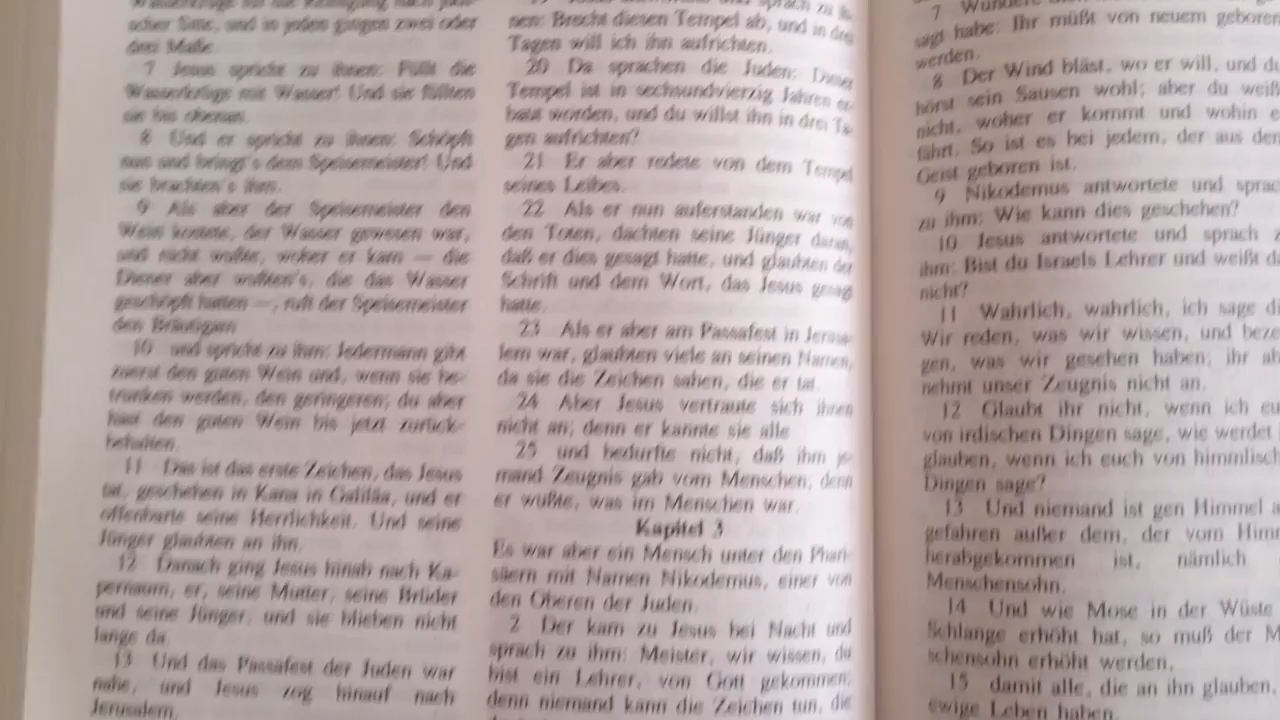 scher Sitte, und in jeden gingen zwei oder
drei Maße.
7 Jesus spricht zu ihnen: Füllt die
Wasserkrüge mit Wasser! Und sie füllten
sie bis obenan.
8 Und er spricht zu ihnen: Schöpft
nun und bringt's dem Speisemeister! Und
sie brachten's ihm.
9 Als aber der Speisemeister den
Wein kostete, der Wasser gewesen war,
und nicht wußte, woher er kam — die
Diener aber wußten's, die das Wasser
geschöpft hatten —, ruft der Speisemeister
den Bräutigam
10 und spricht zu ihm: Jedermann gibt
zuerst den guten Wein und, wenn sie be-
trunken werden, den geringeren; du aber
hast den guten Wein bis jetzt zurück-
behalten.
11 Das ist das erste Zeichen, das Jesus
tat, geschehen in Kana in Galiläa, und er
offenbarte seine Herrlichkeit. Und seine
Jünger glaubten an ihn.
12 Danach ging Jesus hinab nach Ka-
pernaum, er, seine Mutter, seine Brüder
und seine Jünger, und sie blieben nicht
lange da.
13 Und das Passafest der Juden war
nahe, und Jesus zog hinauf nach
Jerusalem.
nen: Brecht diesen Tempel ab, und in drei
Tagen will ich ihn aufrichten.
20 Da sprachen die Juden: Dieser
Tempel ist in sechsundvierzig Jahren er-
baut worden, und du willst ihn in drei Ta-
gen aufrichten?
21 Er aber redete von dem Tempel
seines Leibes.
22 Als er nun auferstanden war von
den Toten, dachten seine Jünger daran,
daß er dies gesagt hatte, und glaubten der
Schrift und dem Wort, das Jesus gesagt
hatte.
23 Als er aber am Passafest in Jerusa-
lem war, glaubten viele an seinen Namen,
da sie die Zeichen sahen, die er tat.
24 Aber Jesus vertraute sich ihnen
nicht an; denn er kannte sie alle
25 und bedurfte nicht, daß ihm je-
mand Zeugnis gab vom Menschen, denn
er wußte, was im Menschen war.
Kapitel 3
Es war aber ein Mensch unter den Phari-
säern mit Namen Nikodemus, einer von
den Oberen der Juden.
2 Der kam zu Jesus bei Nacht und
sprach zu ihm: Meister, wir wissen, du
bist ein Lehrer, von Gott gekommen;
denn niemand kann die Zeichen tun, die
7 Wundere
sagt habe: Ihr müßt von neuem geboren
werden.
8 Der Wind bläst, wo er will, und du
hörst sein Sausen wohl; aber du weißt
nicht, woher er kommt und wohin e
fährt. So ist es bei jedem, der aus dem
Geist geboren ist.
9 Nikodemus antwortete und sprac
zu ihm: Wie kann dies geschehen?
10 Jesus antwortete und sprach z
ihm: Bist du Israels Lehrer und weißt da
nicht?
11 Wahrlich, wahrlich, ich sage d
Wir reden, was wir wissen, und beze
gen, was wir gesehen haben; ihr ab
nehmt unser Zeugnis nicht an.
12 Glaubt ihr nicht, wenn ich eu
von irdischen Dingen sage, wie werdet
glauben, wenn ich euch von himmlisch
Dingen sage?
13 Und niemand ist gen Himmel a
gefahren außer dem, der vom Himm
herabgekommen ist, nämlich
Menschensohn.
14 Und wie Mose in der Wüste
Schlange erhöht hat, so muß der M
schensohn erhöht werden,
15 damit alle, die an ihn glauben,
ewige Leben haben.